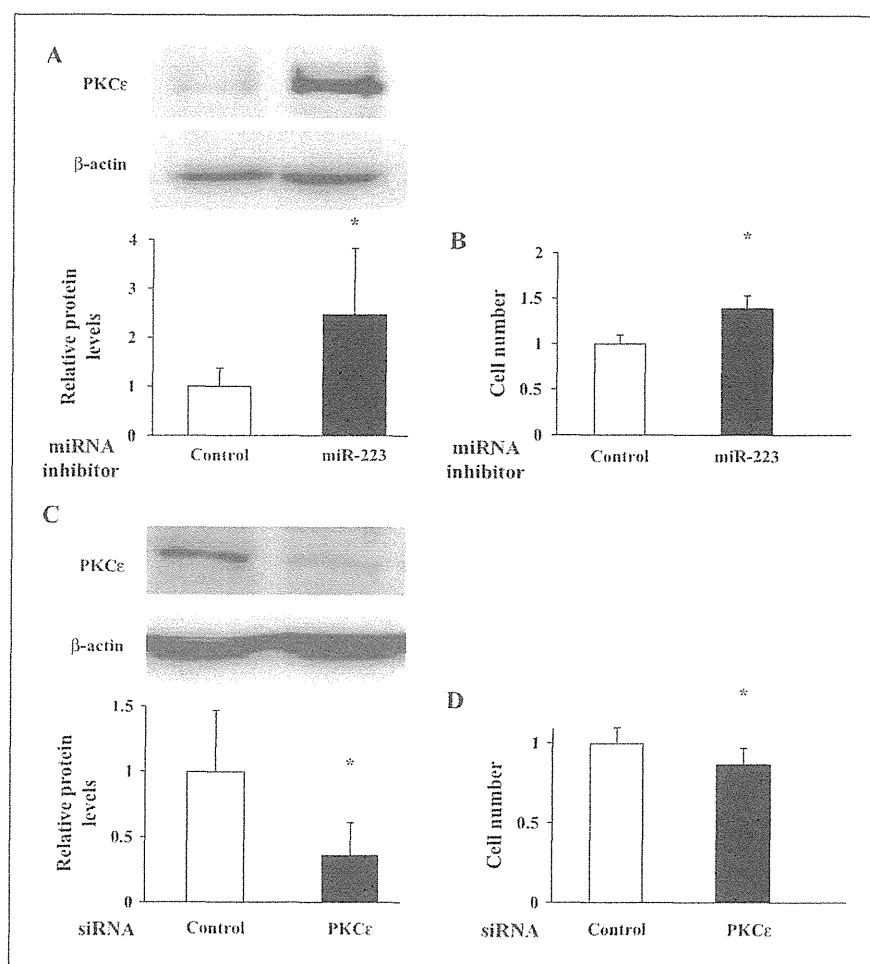 A
PKCε
β-actin
*
4
3
2
1
0
Relative protein
levels
miRNA
inhibitor
Control
miR-223
B
*
2
1.5
1
0.5
0
Cell number
miRNA
inhibitor
Control
miR-223
C
PKCε
β-actin
1.5
1
0.5
0
*
Relative protein
levels
siRNA
Control
PKCε
D
*
1
0.5
0
Cell number
siRNA
Control
PKCε